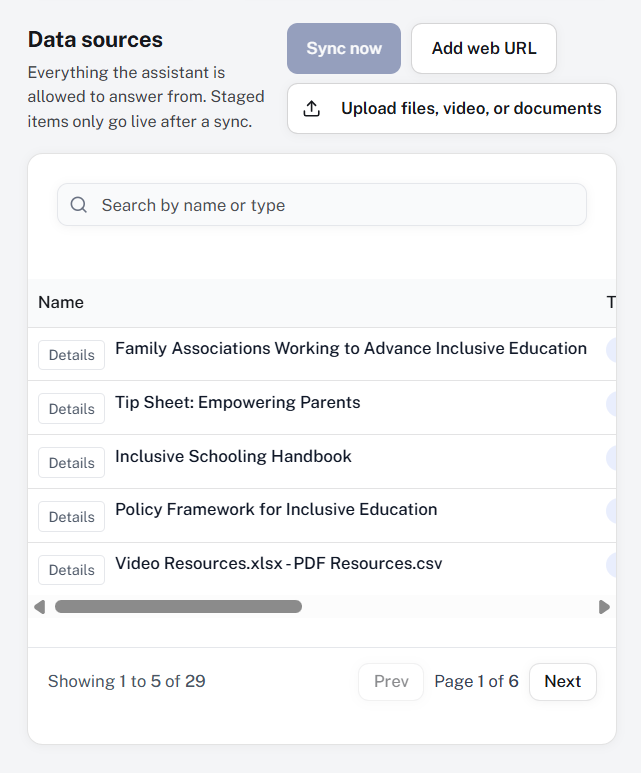 Data sources
Everything the assistant is
allowed to answer from. Staged
items only go live after a sync.
Sync now
Add web URL
Upload files, video, or documents
Search by name or type
Name
T
Details
Family Associations Working to Advance Inclusive Education
Details
Tip Sheet: Empowering Parents
Details
Inclusive Schooling Handbook
Details
Policy Framework for Inclusive Education
Details
Video Resources.xlsx - PDF Resources.csv
Showing 1 to 5 of 29
Prev
Page 1 of 6
Next